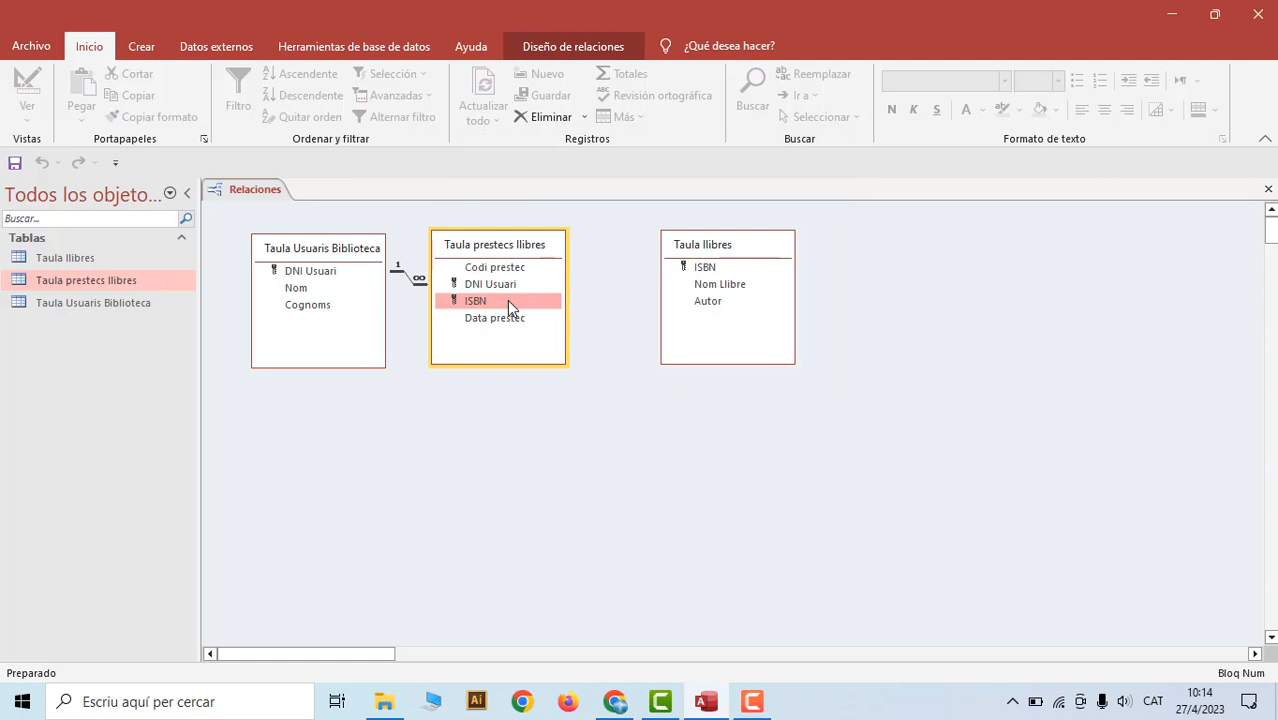 Archivo Inicio Crear Datos externos Herramientas de base de datos Ayuda Diseño de relaciones ¿Qué desea hacer?
Ver
Vistas
Pegar
Cortar
Copiar
Copiar formato
Portapapeles
Filtro
Ascendente
Descendente
Quitar orden
Selección
Avanzadas
Alternar filtro
Ordenar y filtrar
Actualizar
todo
Nuevo
Guardar
Eliminar
Totales
Revisión ortográfica
Más
Registros
Buscar
Reemplazar
Ir a
Seleccionar
Buscar
N K S A
Formato de texto
Todos los objeto...
Buscar...
Tablas
Taula llibres
Taula prestecs llibres
Taula Usuaris Biblioteca
Relaciones
Taula Usuaris Biblioteca
DNI Usuari
Nom
Cognoms
1
∞
Taula prestecs llibres
Codi prestec
DNI Usuari
ISBN
Data prestec
Taula llibres
ISBN
Nom Llibre
Autor
Preparado
Bloq Num
Escriu aquí per cercar
Ai
CAT
10:14
27/4/2023